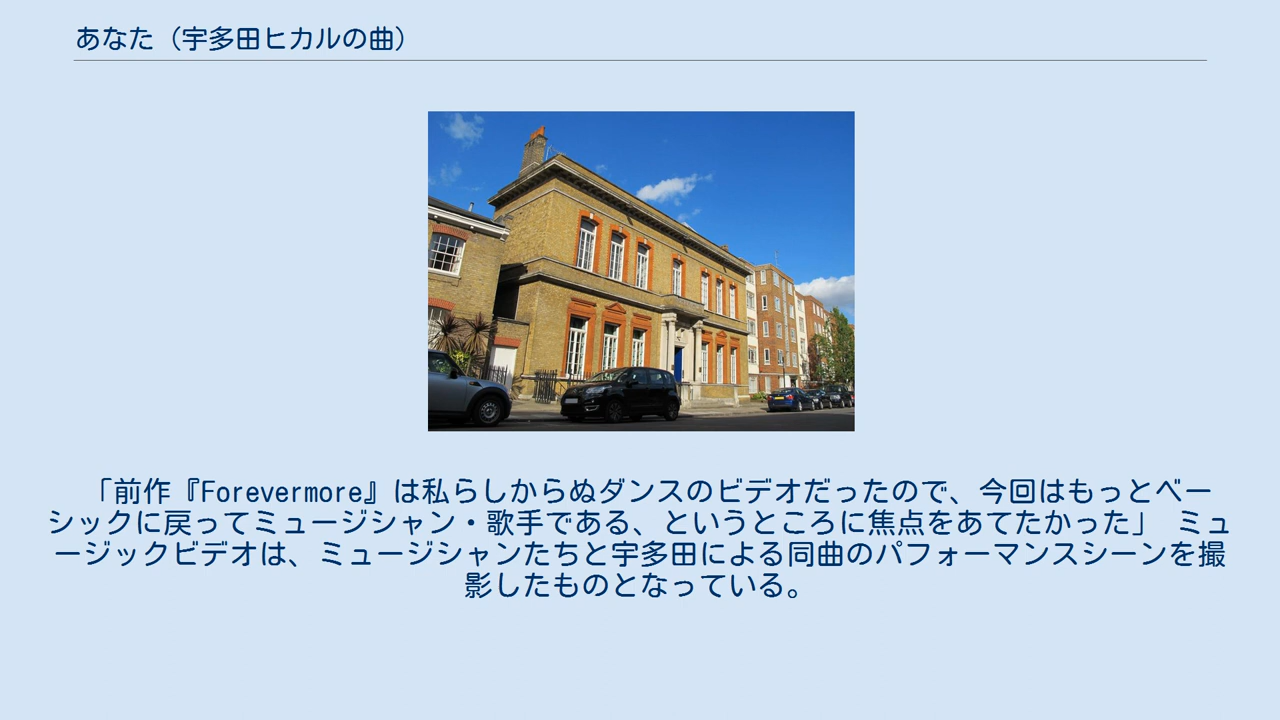 あなた（宇多田ヒカルの曲）
「前作『Forevermore』は私らしからぬダンスのビデオだったので、今回はもっとベー
シックに戻ってミュージシャン・歌手である、というところに焦点をあてたかった」 ミュ
ージックビデオは、ミュージシャンたちと宇多田による同曲のパフォーマンスシーンを撮
影したものとなっている。